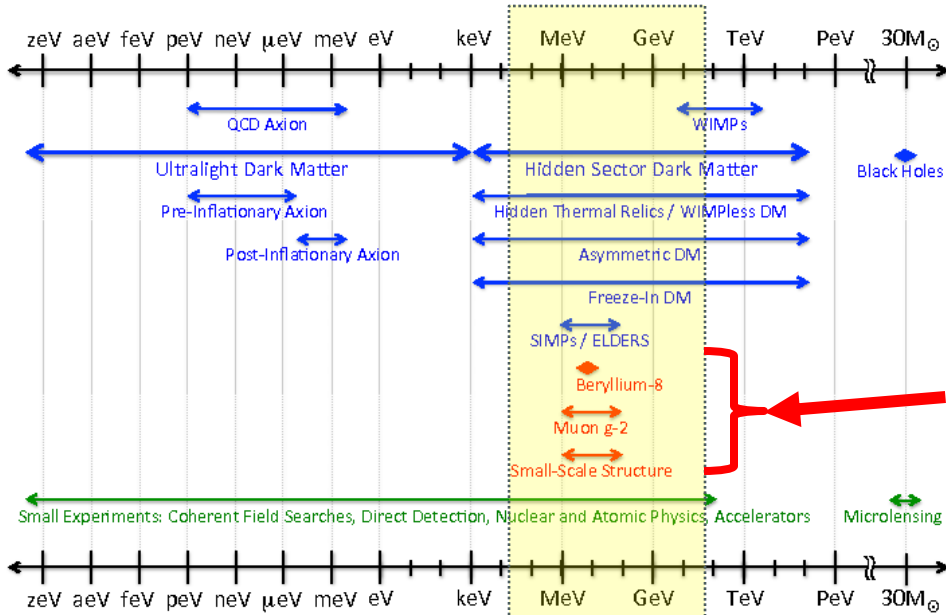 zeV aeV feV peV neV μeV meV eV keV MeV GeV TeV PeV 30M☉
QCD Axion WIMPs
Ultralight Dark Matter Hidden Sector Dark Matter Black Holes
Pre-Inflationary Axion Hidden Thermal Relics / WIMPless DM
Post-Inflationary Axion Asymmetric DM
Freeze-In DM
SIMPs / ELDERS
Beryllium-8
Muon g-2
Small-Scale Structure
Small Experiments: Coherent Field Searches, Direct Detection, Nuclear and Atomic Physics, Accelerators Microlensing
zeV aeV feV peV neV μeV meV eV keV MeV GeV TeV PeV 30M☉